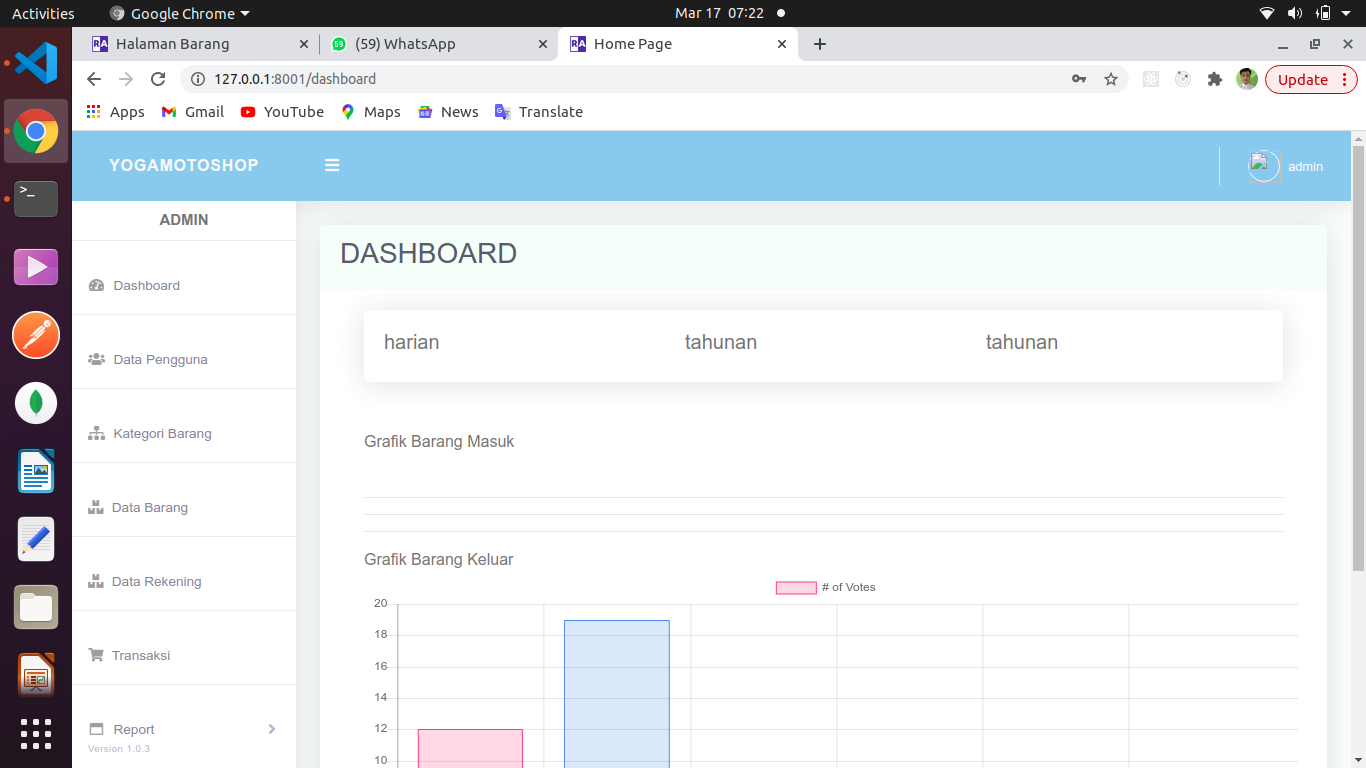 Activities Google Chrome Mar 17 07:22
Halaman Barang (59) WhatsApp Home Page
127.0.0.1:8001/dashboard Update
Apps Gmail YouTube Maps News Translate
YOGAMOTOSHOP admin
ADMIN
DASHBOARD
Dashboard
harian tahunan tahunan
Data Pengguna
Kategori Barang
Grafik Barang Masuk
Data Barang
Grafik Barang Keluar
Data Rekening
# of Votes
20
18
Transaksi
16
14
12
Report
Version 1.0.3
10